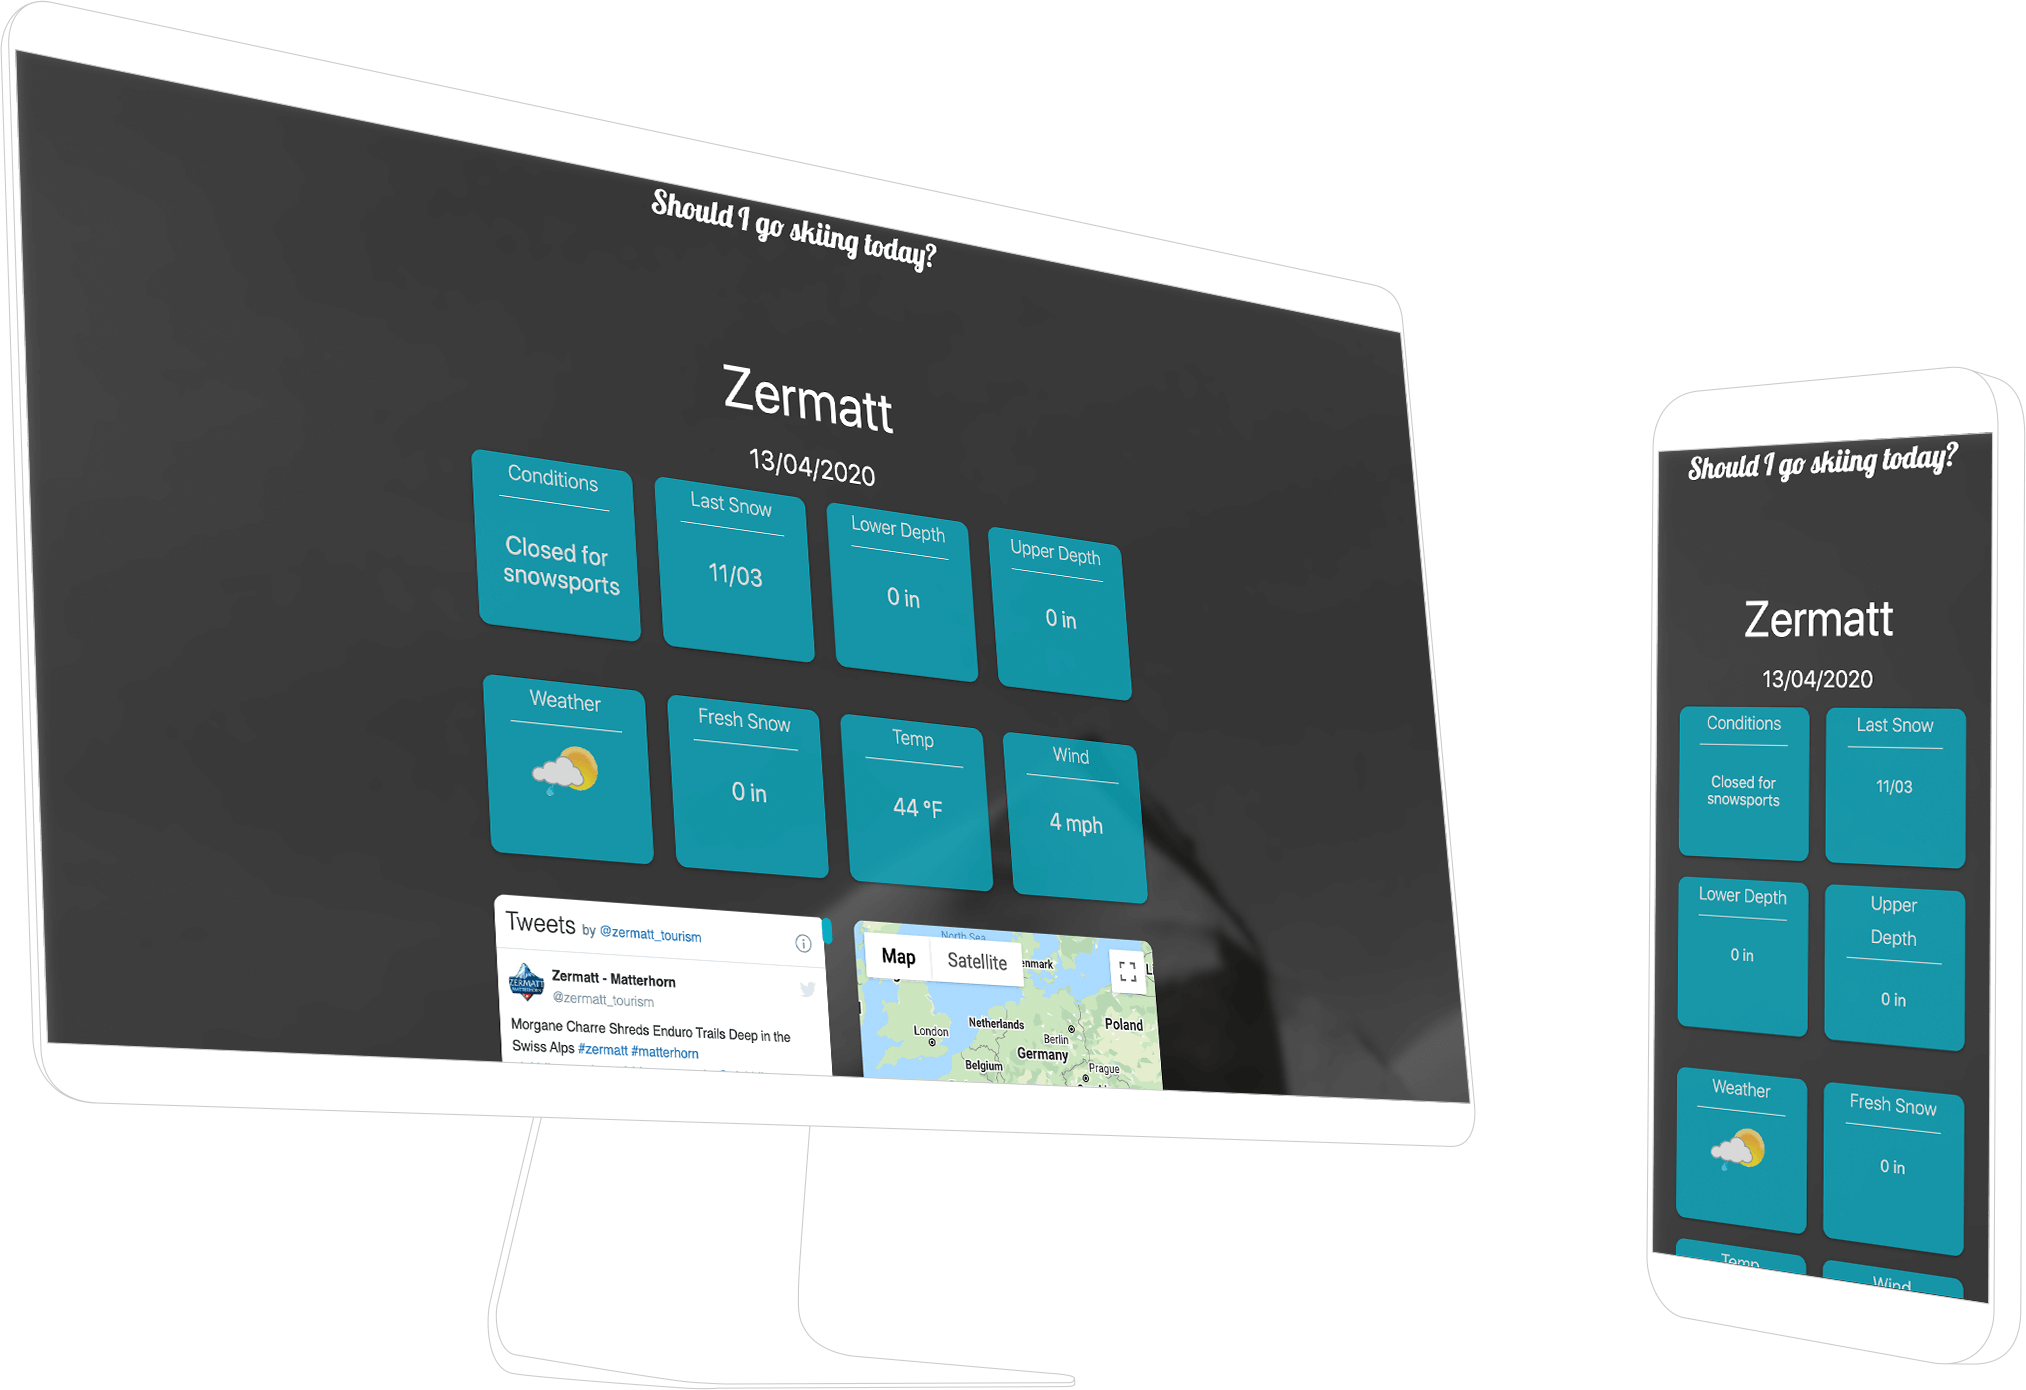 Should I go skiing today?
Zermatt
13/04/2020
Conditions
Closed for
snowsports
Last Snow
11/03
Lower Depth
0 in
Upper Depth
0 in
Weather
Fresh Snow
0 in
Temp
44 °F
Wind
4 mph
Tweets by @zermatt_tourism
ZERMATT
MATTERHORN
Zermatt - Matterhorn
@zermatt_tourism
Morgane Charre Shreds Enduro Trails Deep in the
Swiss Alps #zermatt #matterhorn
Map
Satellite
North Sea
enmark
London
Netherlands
Berlin
Poland
Germany
Belgium
Prague
Should I go skiing today?
Zermatt
13/04/2020
Conditions
Closed for
snowsports
Last Snow
11/03
Lower Depth
0 in
Upper
Depth
0 in
Weather
Fresh Snow
0 in
Temp
Wind